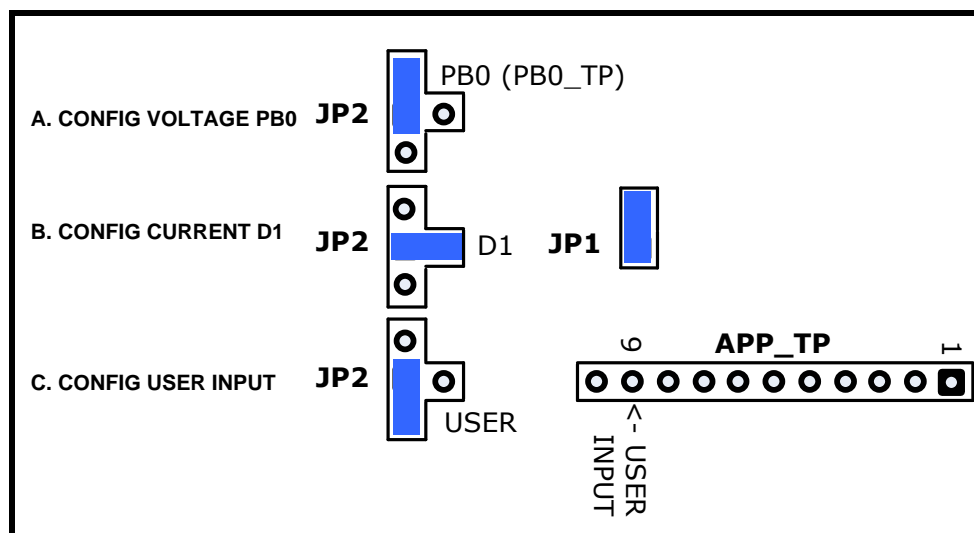 PB0 (PB0_TP)
A. CONFIG VOLTAGE PB0 JP2
B. CONFIG CURRENT D1 JP2 D1 JP1
APP_TP
9 1
C. CONFIG USER INPUT JP2
USER
<- USER
INPUT